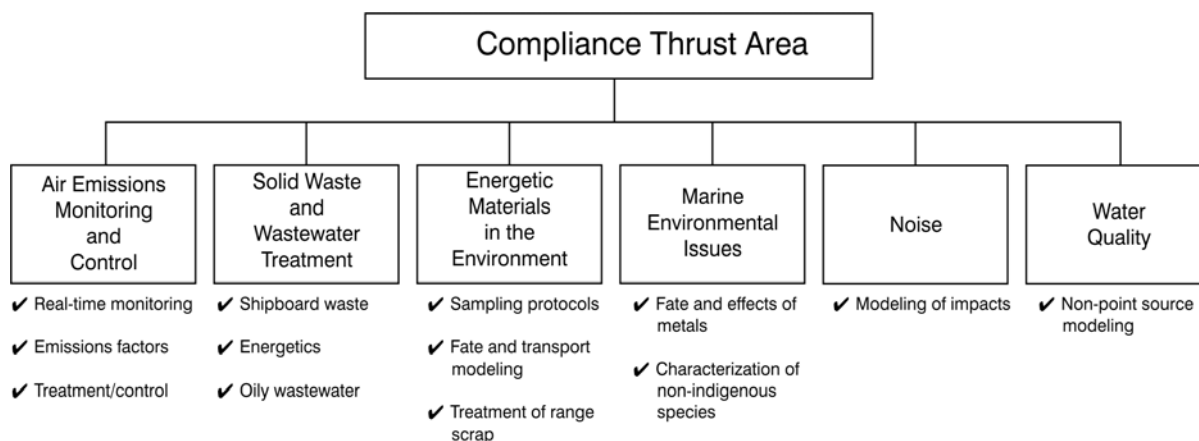 Compliance Thrust Area
Air Emissions
Monitoring
and
Control
✔ Real-time monitoring
✔ Emissions factors
✔ Treatment/control
Solid Waste
and
Wastewater
Treatment
✔ Shipboard waste
✔ Energetics
✔ Oily wastewater
Energetic
Materials
in the
Environment
✔ Sampling protocols
✔ Fate and transport
modeling
✔ Treatment of range
scrap
Marine
Environmental
Issues
✔ Fate and effects of
metals
✔ Characterization of
non-indigenous
species
Noise
✔ Modeling of impacts
Water
Quality
✔ Non-point source
modeling